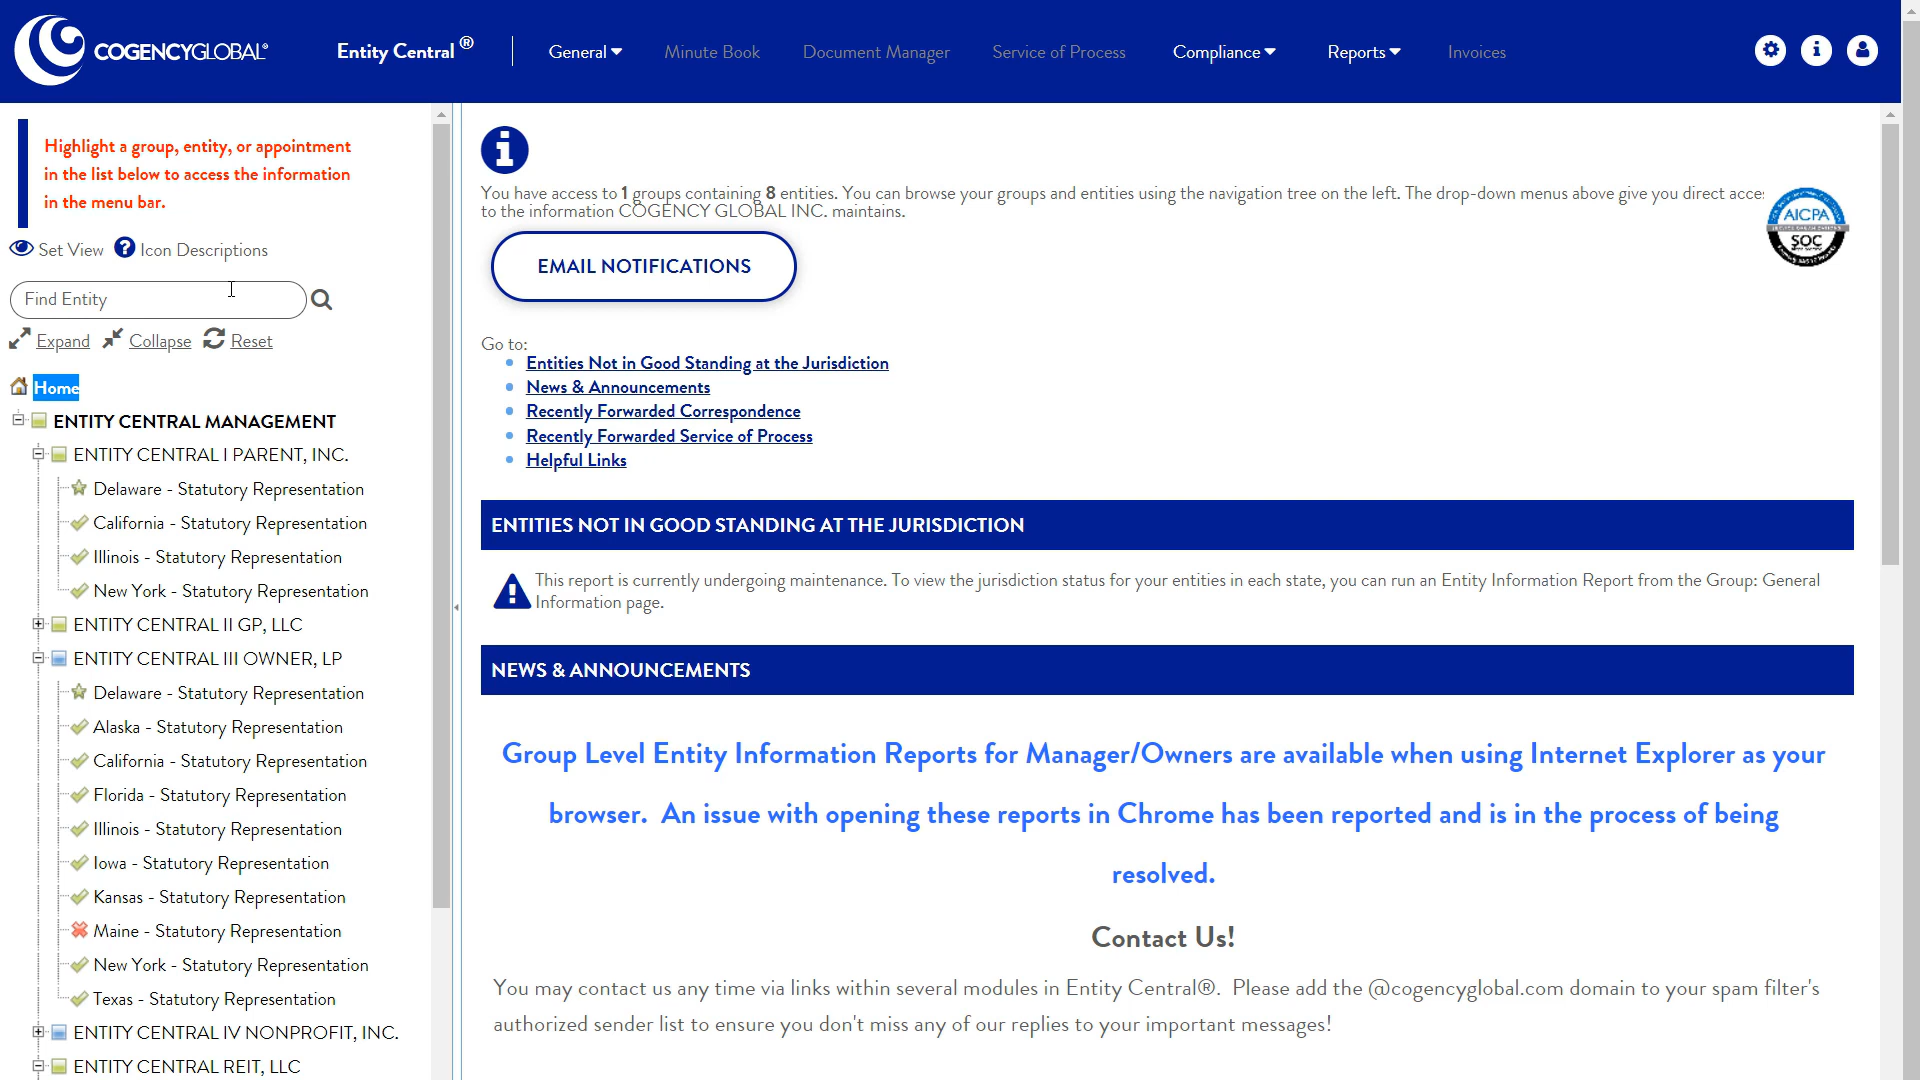 COGENCYGLOBAL®
Entity Central ®
General
Minute Book
Document Manager
Service of Process
Compliance
Reports
Invoices
Highlight a group, entity, or appointment
in the list below to access the information
in the menu bar.
Set View
Icon Descriptions
Find Entity
Expand
Collapse
Reset
Home
ENTITY CENTRAL MANAGEMENT
ENTITY CENTRAL I PARENT, INC.
Delaware - Statutory Representation
California - Statutory Representation
Illinois - Statutory Representation
New York - Statutory Representation
ENTITY CENTRAL II GP, LLC
ENTITY CENTRAL III OWNER, LP
Delaware - Statutory Representation
Alaska - Statutory Representation
California - Statutory Representation
Florida - Statutory Representation
Illinois - Statutory Representation
Iowa - Statutory Representation
Kansas - Statutory Representation
Maine - Statutory Representation
New York - Statutory Representation
Texas - Statutory Representation
ENTITY CENTRAL IV NONPROFIT, INC.
ENTITY CENTRAL REIT, LLC
You have access to 1 groups containing 8 entities. You can browse your groups and entities using the navigation tree on the left. The drop-down menus above give you direct acce
to the information COGENCY GLOBAL INC. maintains.
AICPA
SOC
EMAIL NOTIFICATIONS
Go to:
Entities Not in Good Standing at the Jurisdiction
News & Announcements
Recently Forwarded Correspondence
Recently Forwarded Service of Process
Helpful Links
ENTITIES NOT IN GOOD STANDING AT THE JURISDICTION
This report is currently undergoing maintenance. To view the jurisdiction status for your entities in each state, you can run an Entity Information Report from the Group: General
Information page.
NEWS & ANNOUNCEMENTS
Group Level Entity Information Reports for Manager/Owners are available when using Internet Explorer as your
browser. An issue with opening these reports in Chrome has been reported and is in the process of being
resolved.
Contact Us!
You may contact us any time via links within several modules in Entity Central®. Please add the @cogencyglobal.com domain to your spam filter's
authorized sender list to ensure you don't miss any of our replies to your important messages!